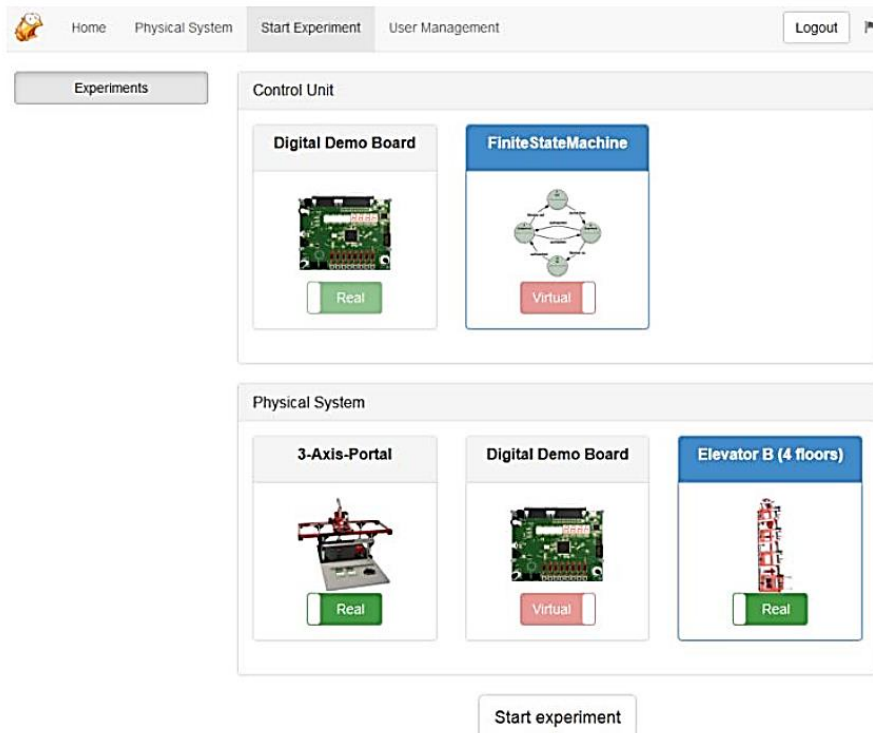 Home Physical System Start Experiment User Management Logout
Experiments
Control Unit
Digital Demo Board FiniteStateMachine
Real Virtual
Physical System
3-Axis-Portal Digital Demo Board Elevator B (4 floors)
Real Virtual Real
Start experiment